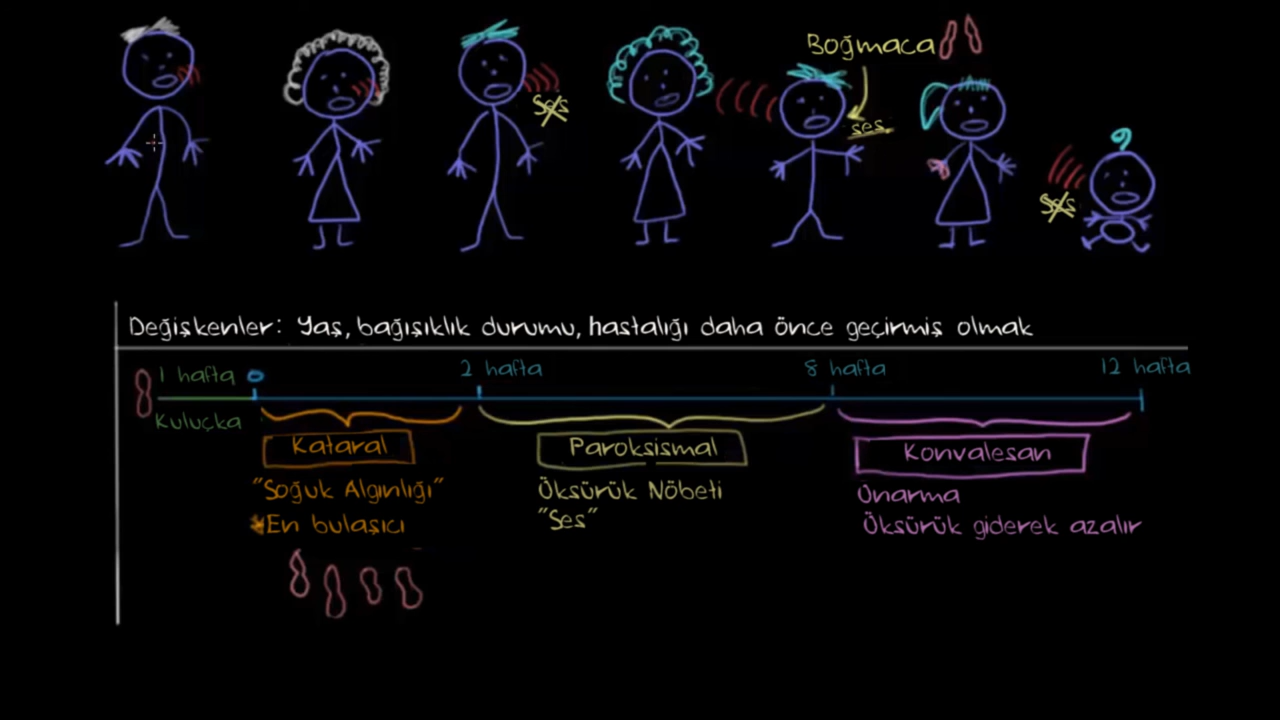 Boğmaca
Ses
ses
Ses
Değişkenler: Yaş, bağışıklık durumu, hastalığı daha önce geçirmiş olmak
1 hafta 0 2 hafta 8 hafta 12 hafta
Kuluçka
Kataral Paroksismal Konvalesan
"Soğuk Algınlığı" Öksürük Nöbeti Onarma
*En bulaşıcı "Ses" Öksürük giderek azalır